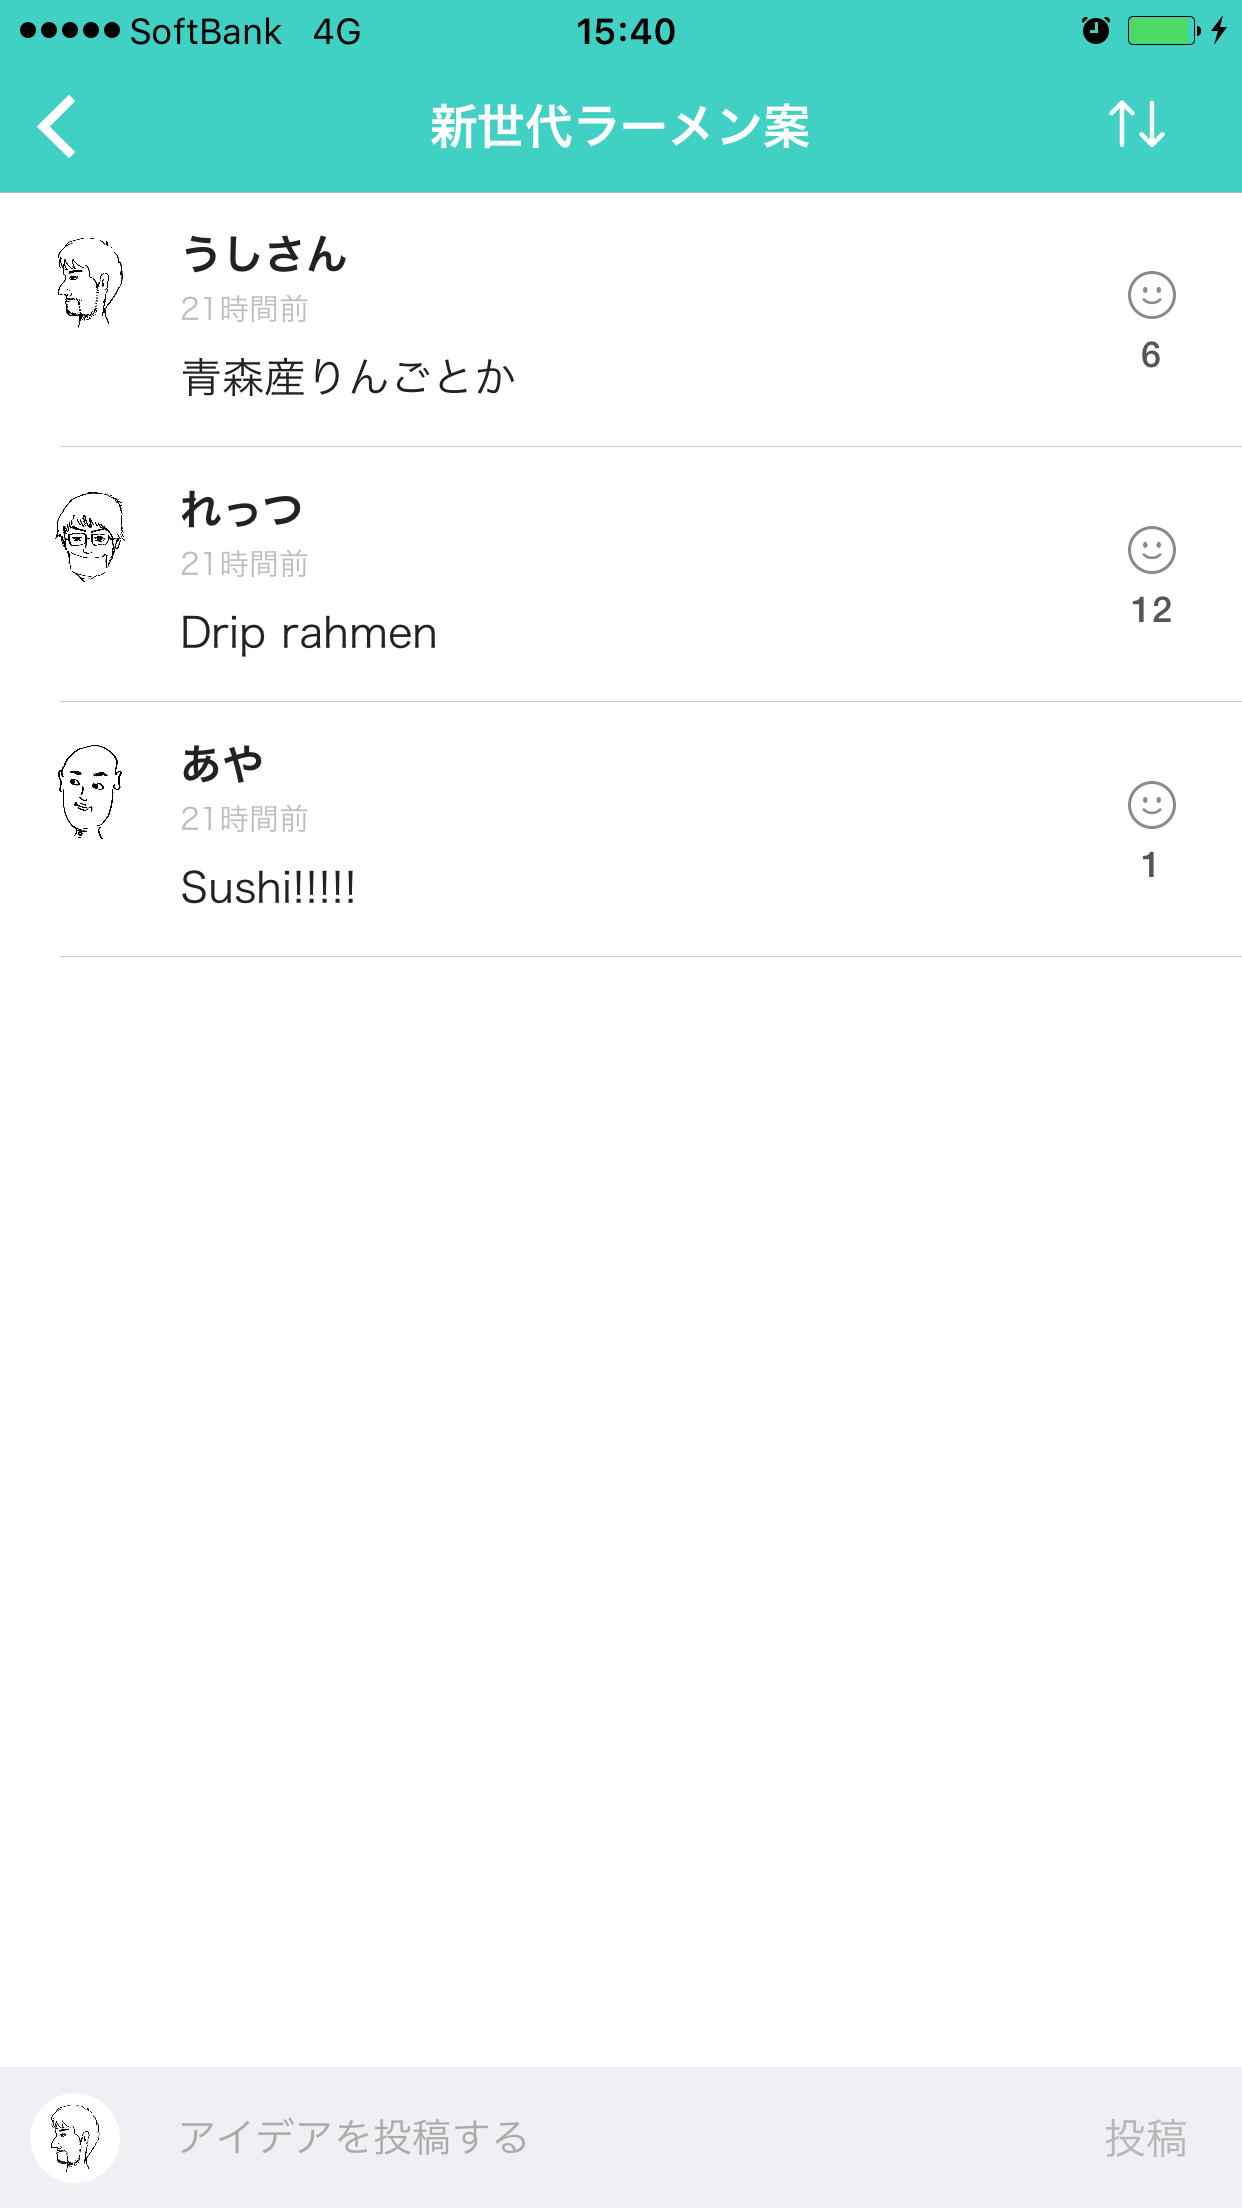 ●●●●● SoftBank 4G 15:40
新世代ラーメン案
うしさん
21時間前
青森産りんごとか
6
れっつ
21時間前
Drip rahmen
12
あや
21時間前
Sushi!!!!!
1
アイデアを投稿する 投稿